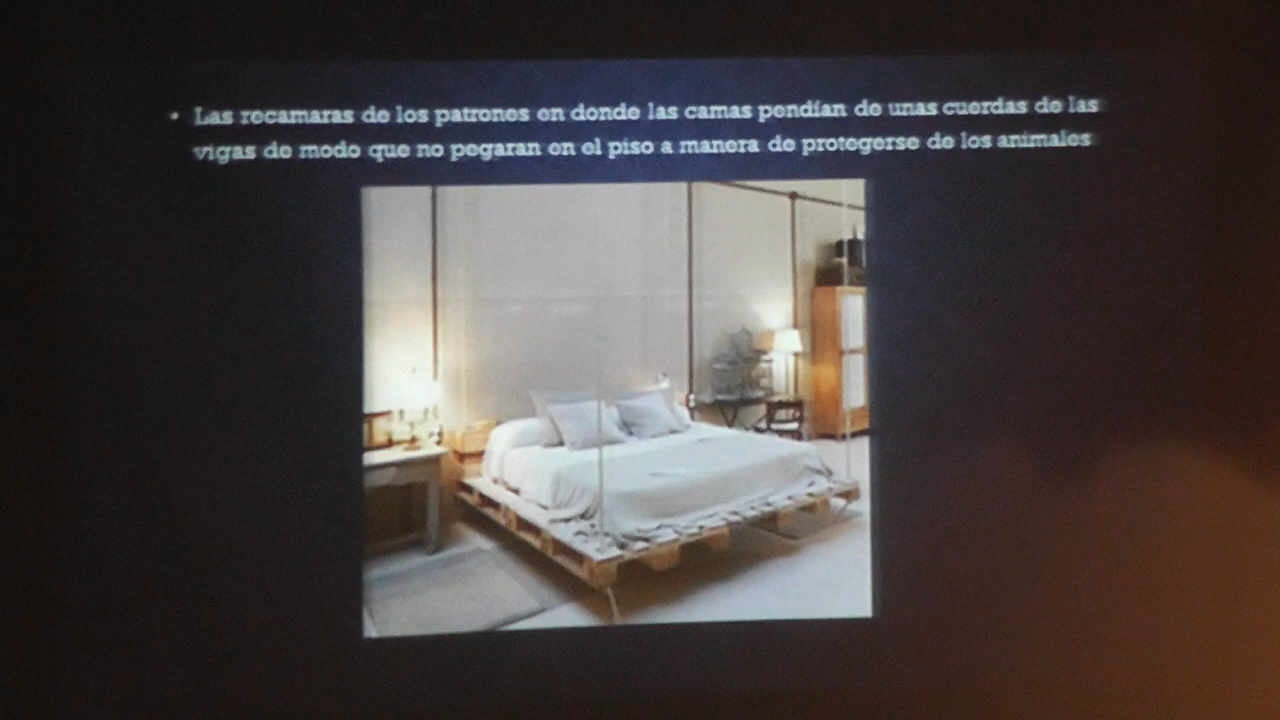 • Las recamaras de los patrones en donde las camas pendían de unas cuerdas de las
vigas de modo que no pegaran en el piso a manera de protegerse de los animales